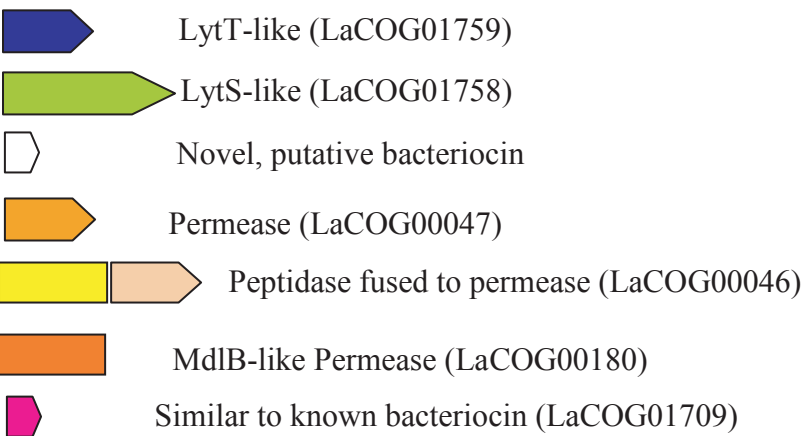 LytT-like (LaCOG01759)
LytS-like (LaCOG01758)
Novel, putative bacteriocin
Permease (LaCOG00047)
Peptidase fused to permease (LaCOG00046)
MdlB-like Permease (LaCOG00180)
Similar to known bacteriocin (LaCOG01709)